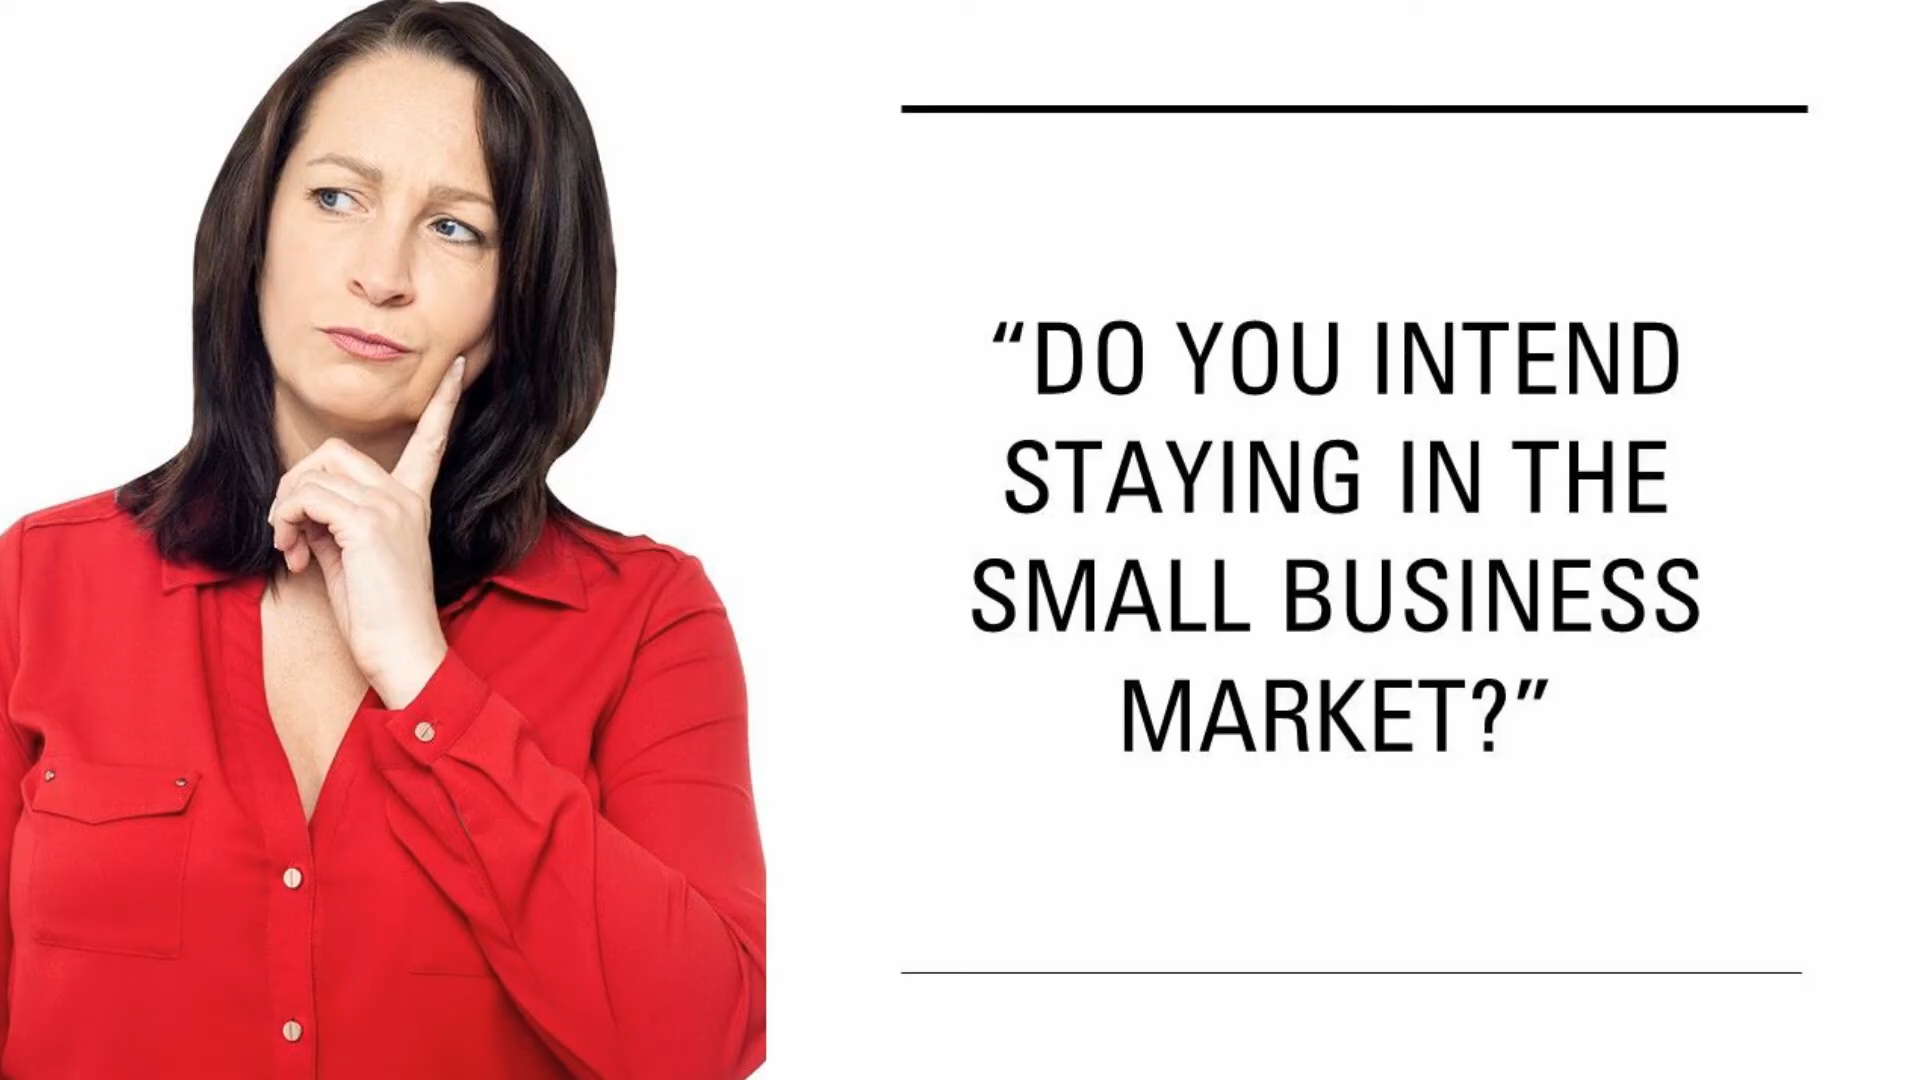 “DO YOU INTEND
STAYING IN THE
SMALL BUSINESS
MARKET?”